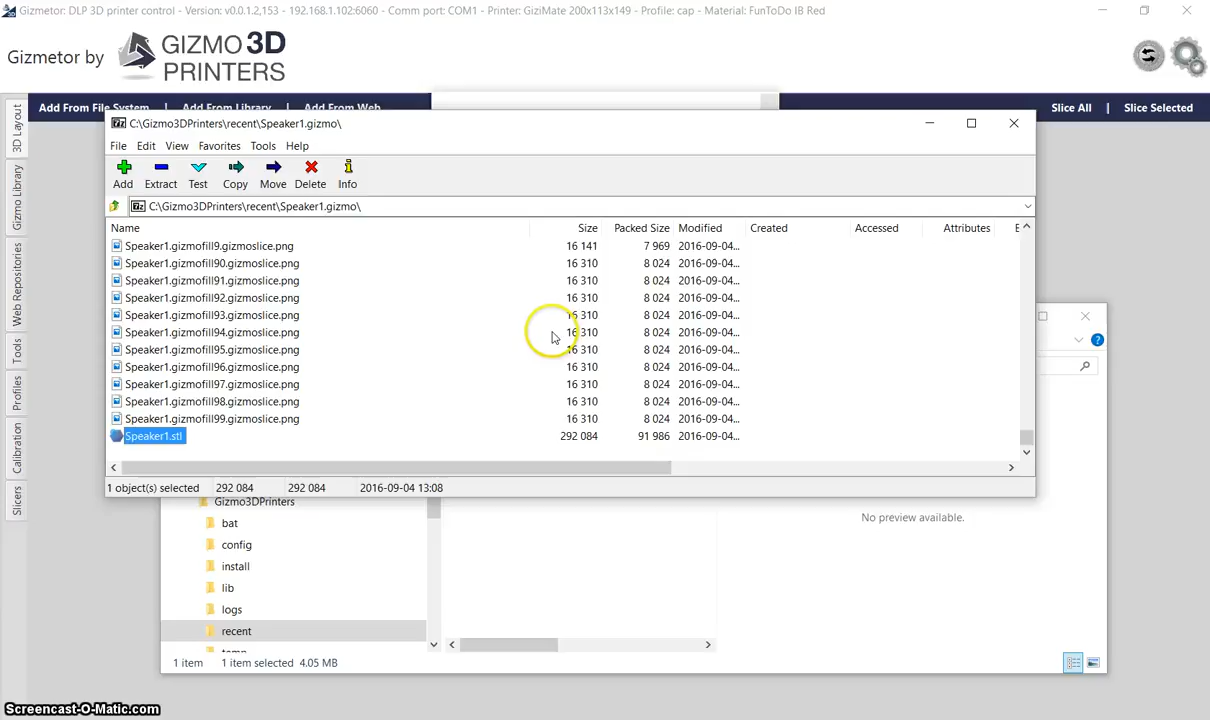 Gizmetor: DLP 3D printer control - Version: v0.0.1.2,153 - 192.168.1.102:6060 - Comm port: COM1 - Printer: GiziMate 200x113x149 - Profile: cap - Material: FunToDo IB Red
Gizmetor by GIZMO 3D PRINTERS
Add From File System | Add From Library | Add From Web
Slice All | Slice Selected
3D Layout
Gizmo Library
Web Repositories
Tools
Profiles
Calibration
Slicers
7z C:\Gizmo3DPrinters\recent\Speaker1.gizmo\
File Edit View Favorites Tools Help
Add Extract Test Copy Move Delete Info
7z C:\Gizmo3DPrinters\recent\Speaker1.gizmo\
Name Size Packed Size Modified Created Accessed Attributes E
Speaker1.gizmofill9.gizmoslice.png 16 141 7 969 2016-09-04...
Speaker1.gizmofill90.gizmoslice.png 16 310 8 024 2016-09-04...
Speaker1.gizmofill91.gizmoslice.png 16 310 8 024 2016-09-04...
Speaker1.gizmofill92.gizmoslice.png 16 310 8 024 2016-09-04...
Speaker1.gizmofill93.gizmoslice.png 16 310 8 024 2016-09-04...
Speaker1.gizmofill94.gizmoslice.png 16 310 8 024 2016-09-04...
Speaker1.gizmofill95.gizmoslice.png 16 310 8 024 2016-09-04...
Speaker1.gizmofill96.gizmoslice.png 16 310 8 024 2016-09-04...
Speaker1.gizmofill97.gizmoslice.png 16 310 8 024 2016-09-04...
Speaker1.gizmofill98.gizmoslice.png 16 310 8 024 2016-09-04...
Speaker1.gizmofill99.gizmoslice.png 16 310 8 024 2016-09-04...
Speaker1.stl 292 084 91 986 2016-09-04...
1 object(s) selected 292 084 292 084 2016-09-04 13:08
Gizmo3DPrinters
bat
config
install
lib
logs
recent
temp
No preview available.
1 item 1 item selected 4.05 MB
Screencast-O-Matic.com